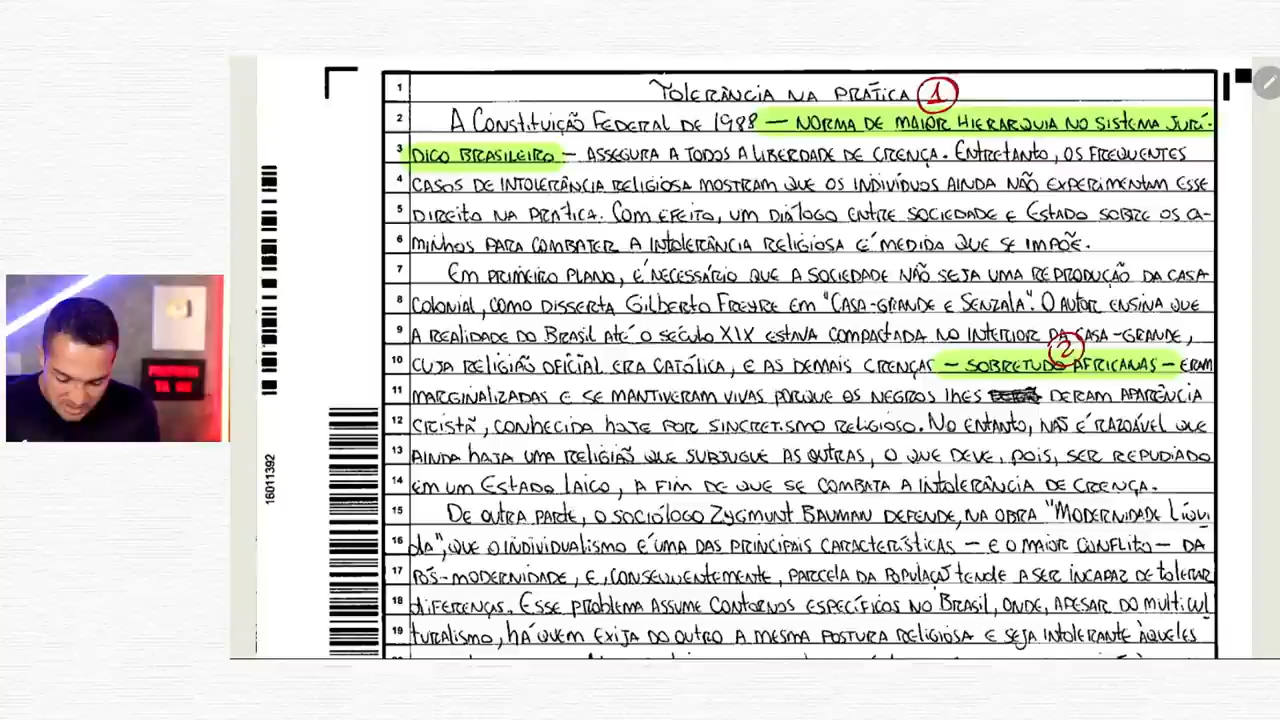 1 TOLERÂNCIA NA PRÁTICA 1
2 A CONSTITUIÇÃO FEDERAL DE 1988 — NORMA DE MAIOR HIERARQUIA NO SISTEMA JURÍ-
3 DICO BRASILEIRO — ASSEGURA A TODOS A LIBERDADE DE CRENÇA. ENTRETANTO, OS FREQUENTES
4 CASOS DE INTOLERÂNCIA RELIGIOSA MOSTRAM QUE OS INDIVÍDUOS AINDA NÃO EXPERIMENTAM ESSE
5 DIREITO NA PRÁTICA. COM EFEITO, UM DIÁLOGO ENTRE SOCIEDADE E ESTADO SOBRE OS CA-
6 MINHOS PARA COMBATER A INTOLERÂNCIA RELIGIOSA É MEDIDA QUE SE IMPÕE.
7 EM PRIMEIRO PLANO, É NECESSÁRIO QUE A SOCIEDADE NÃO SEJA UMA REPRODUÇÃO DA CASA
8 COLONIAL, COMO DISSERTA GILBERTO FREYRE EM "CASA-GRANDE E SENZALA". O AUTOR ENSINA QUE
9 A REALIDADE DO BRASIL ATÉ O SÉCULO XIX ESTAVA COMPACTADA NO INTERIOR DA CASA-GRANDE,
2
10 CUJA RELIGIÃO OFICIAL ERA CATÓLICA, E AS DEMAIS CRENÇAS — SOBRETUDO AFRICANAS — ERAM
11 MARGINALIZADAS E SE MANTIVERAM VIVAS PORQUE OS NEGROS LHES DERAM APARÊNCIA
12 CRISTÃ, CONHECIDA HOJE POR SINCRETISMO RELIGIOSO. NO ENTANTO, NÃO É RAZOÁVEL QUE
13 AINDA HAJA UMA RELIGIÃO QUE SUBJUGUE AS OUTRAS, O QUE DEVE, POIS, SER REPUDIADO
14 EM UM ESTADO LAICO, A FIM DE QUE SE COMBATA A INTOLERÂNCIA DE CRENÇA.
15 DE OUTRA PARTE, O SOCIÓLOGO ZYGMUNT BAUMAN DEFENDE, NA OBRA "MODERNIDADE LÍQUI
16 DA", QUE O INDIVIDUALISMO É UMA DAS PRINCIPAIS CARACTERÍSTICAS — E O MAIOR CONFLITO — DA
17 PÓS-MODERNIDADE, E, CONSEQUENTEMENTE, PARCELA DA POPULAÇÃO TENDE A SER INCAPAZ DE TOLERAR
18 DIFERENÇAS. ESSE PROBLEMA ASSUME CONTORNOS ESPECÍFICOS NO BRASIL, ONDE, APESAR DO MULTICUL
19 TURALISMO, HÁ QUEM EXIJA DO OUTRO A MESMA POSTURA RELIGIOSA E SEJA INTOLERANTE ÀQUELES
16011392